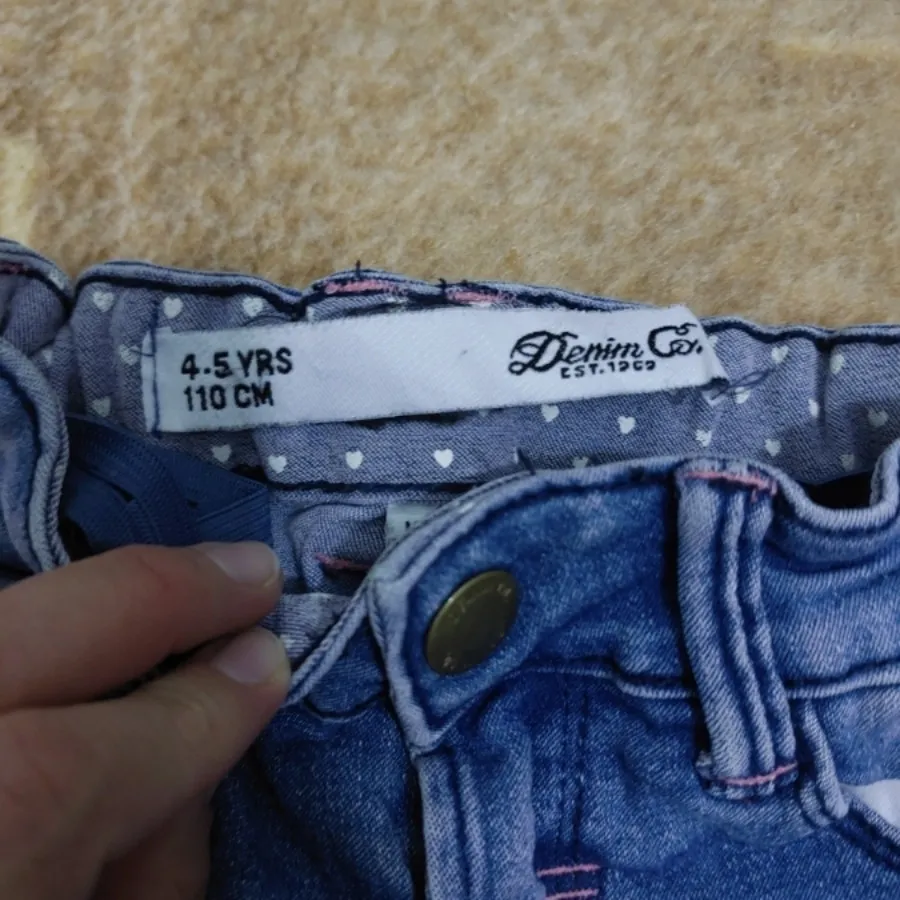 4-5 YRS
110 CM
Denim Co.
EST. 1969